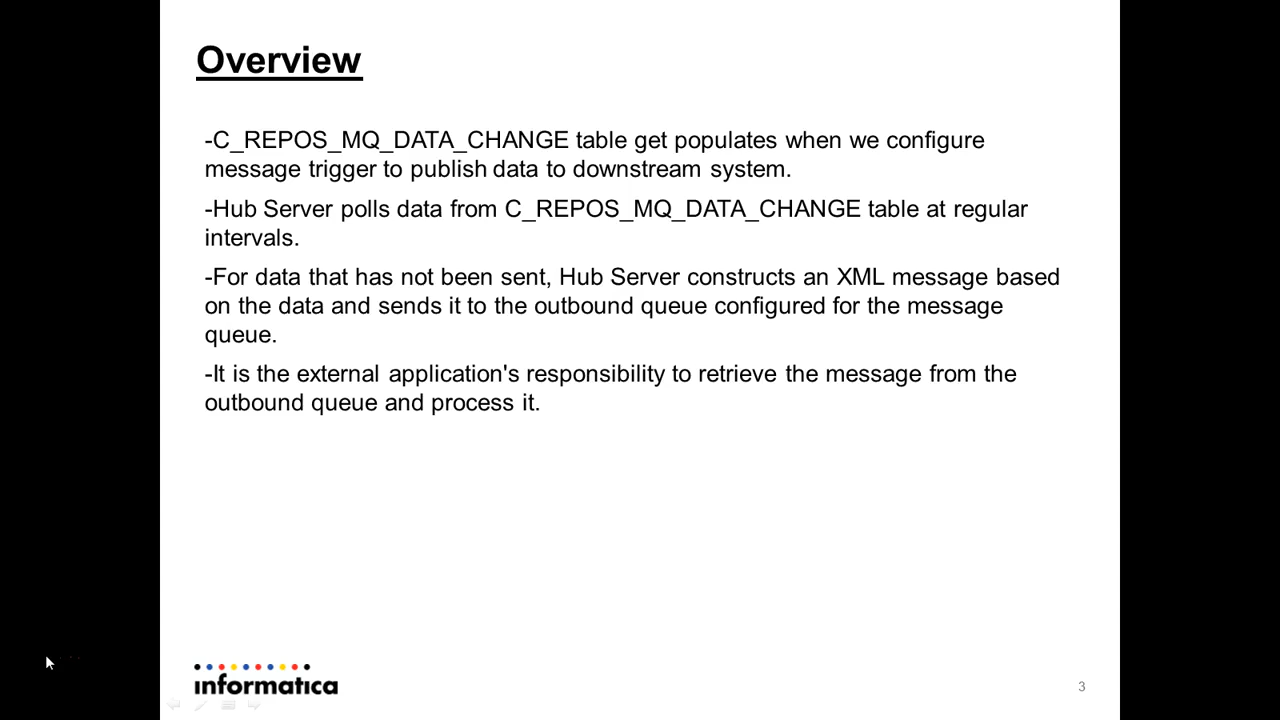 Overview
-C_REPOS_MQ_DATA_CHANGE table get populates when we configure
message trigger to publish data to downstream system.
-Hub Server polls data from C_REPOS_MQ_DATA_CHANGE table at regular
intervals.
-For data that has not been sent, Hub Server constructs an XML message based
on the data and sends it to the outbound queue configured for the message
queue.
-It is the external application's responsibility to retrieve the message from the
outbound queue and process it.
informatica
3